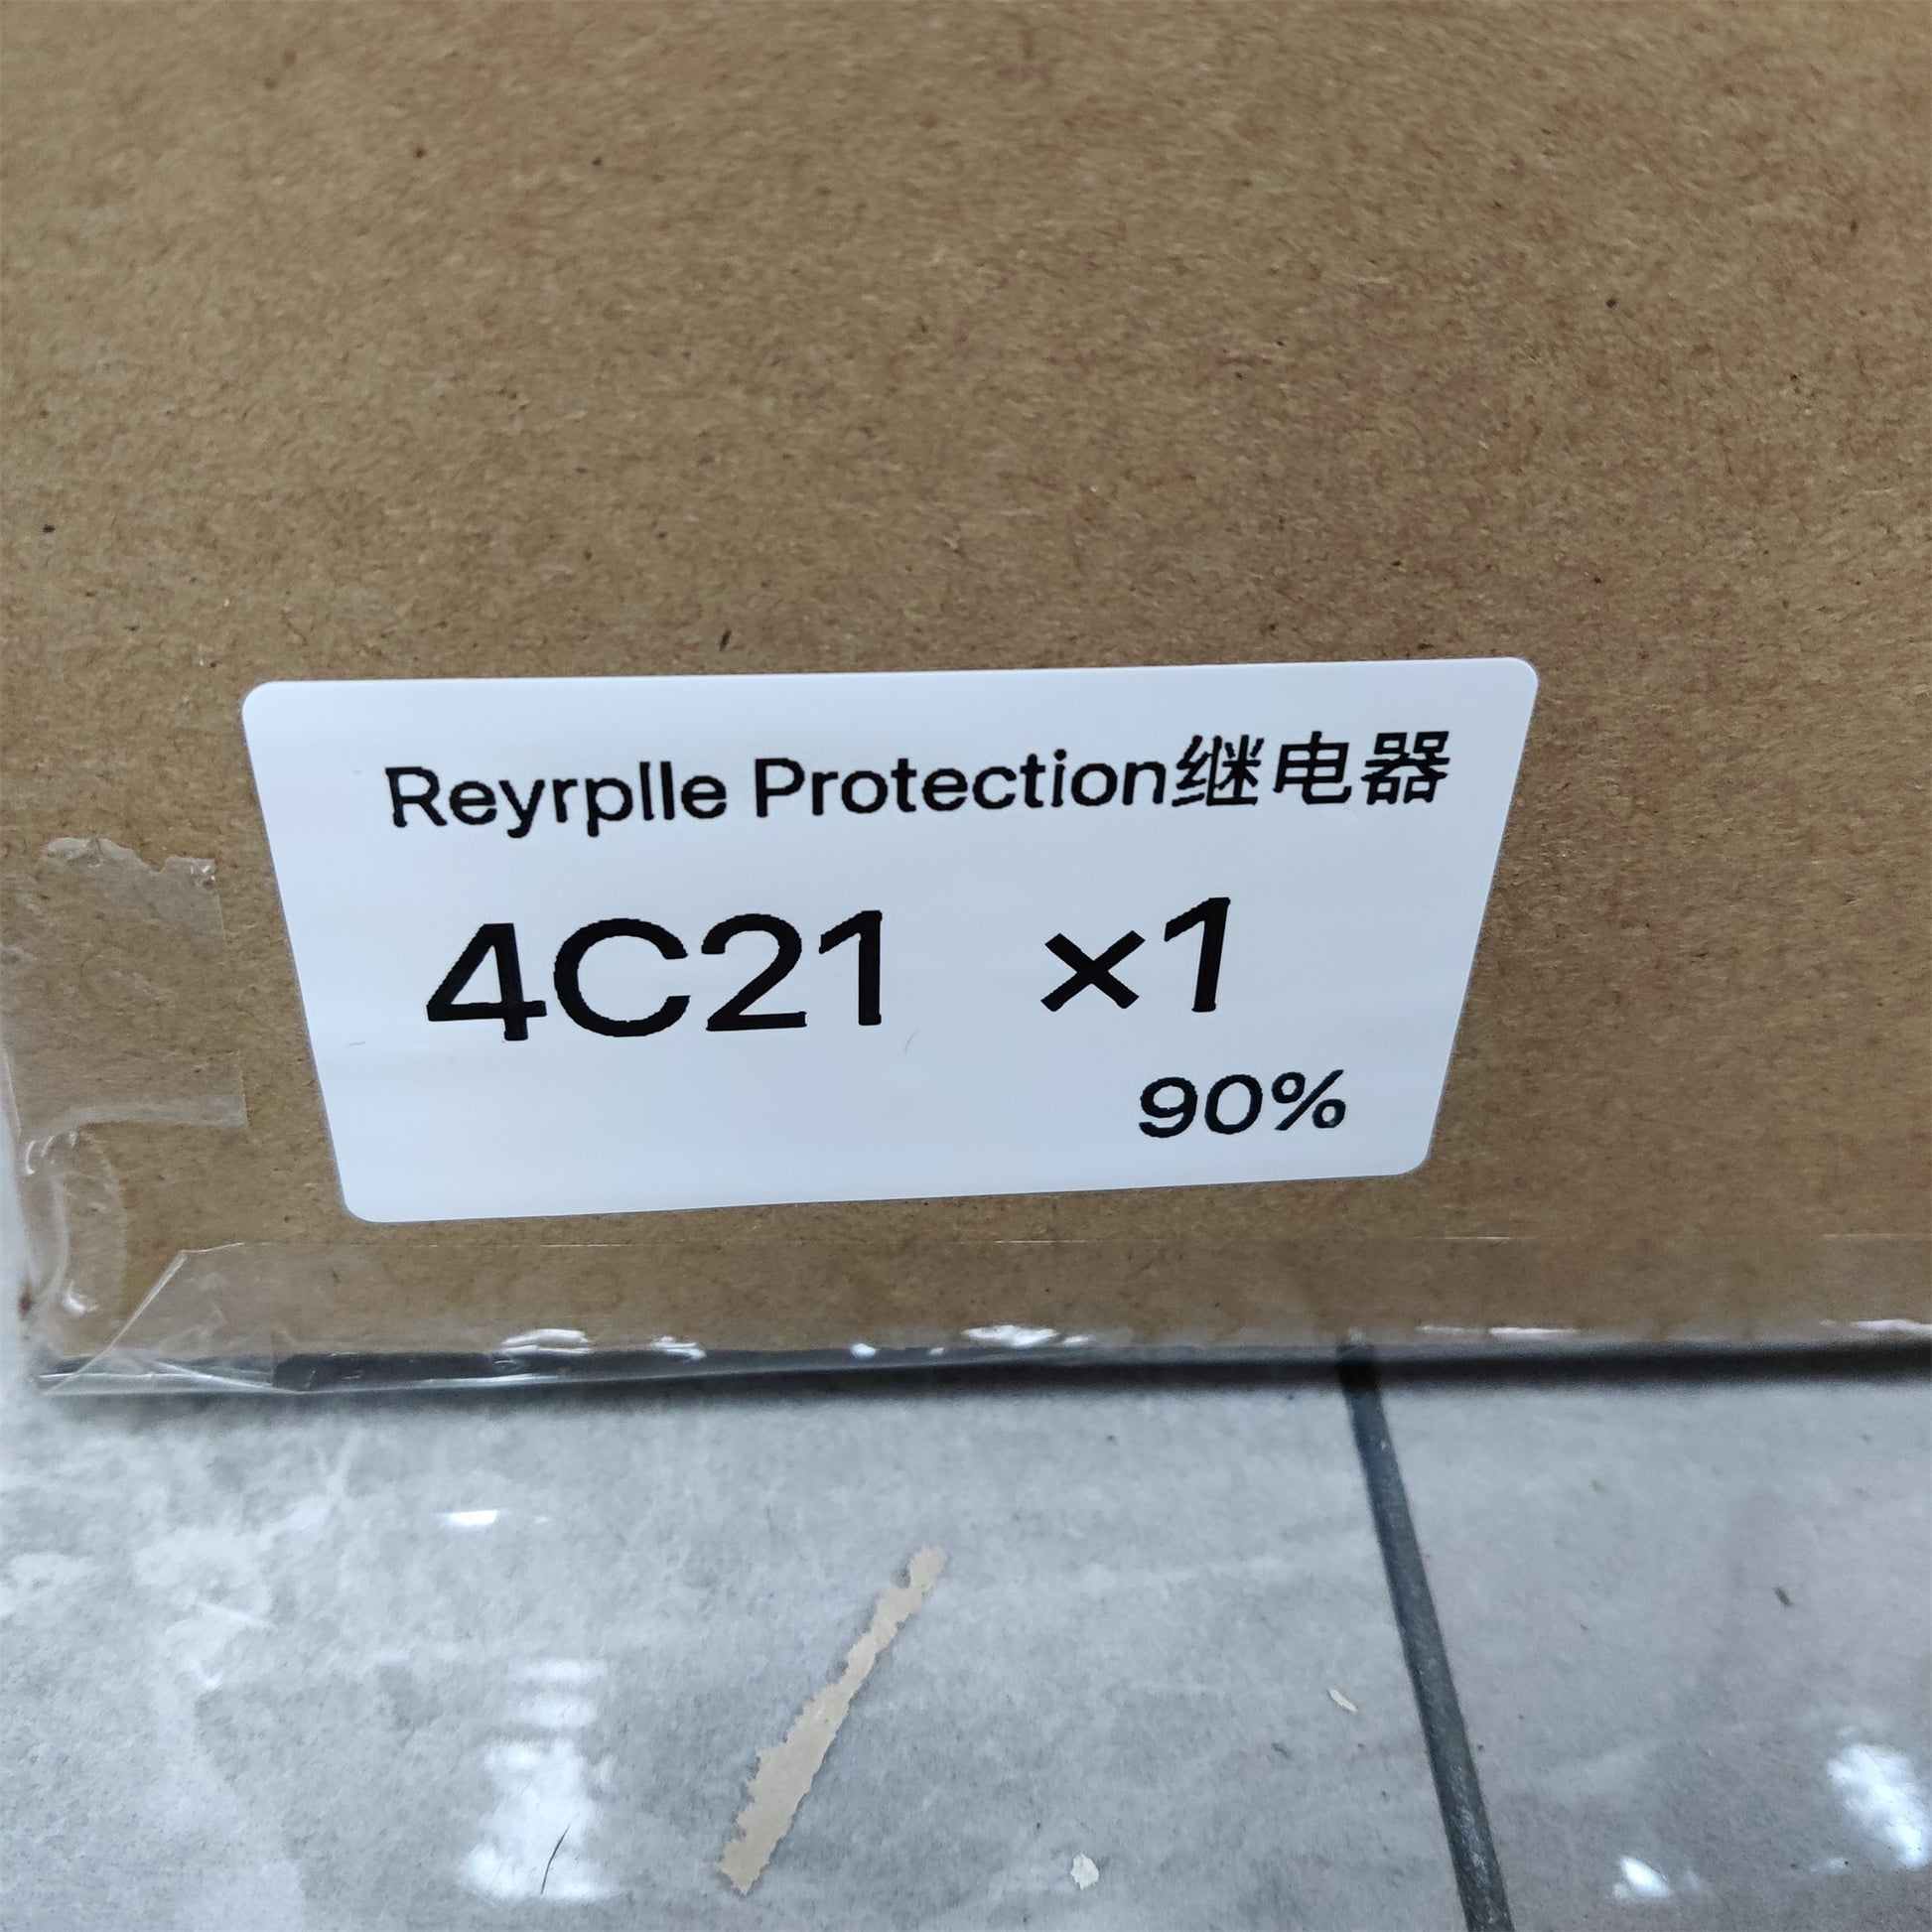 Reyrplle Protection继电器
4C21 ×1
90%